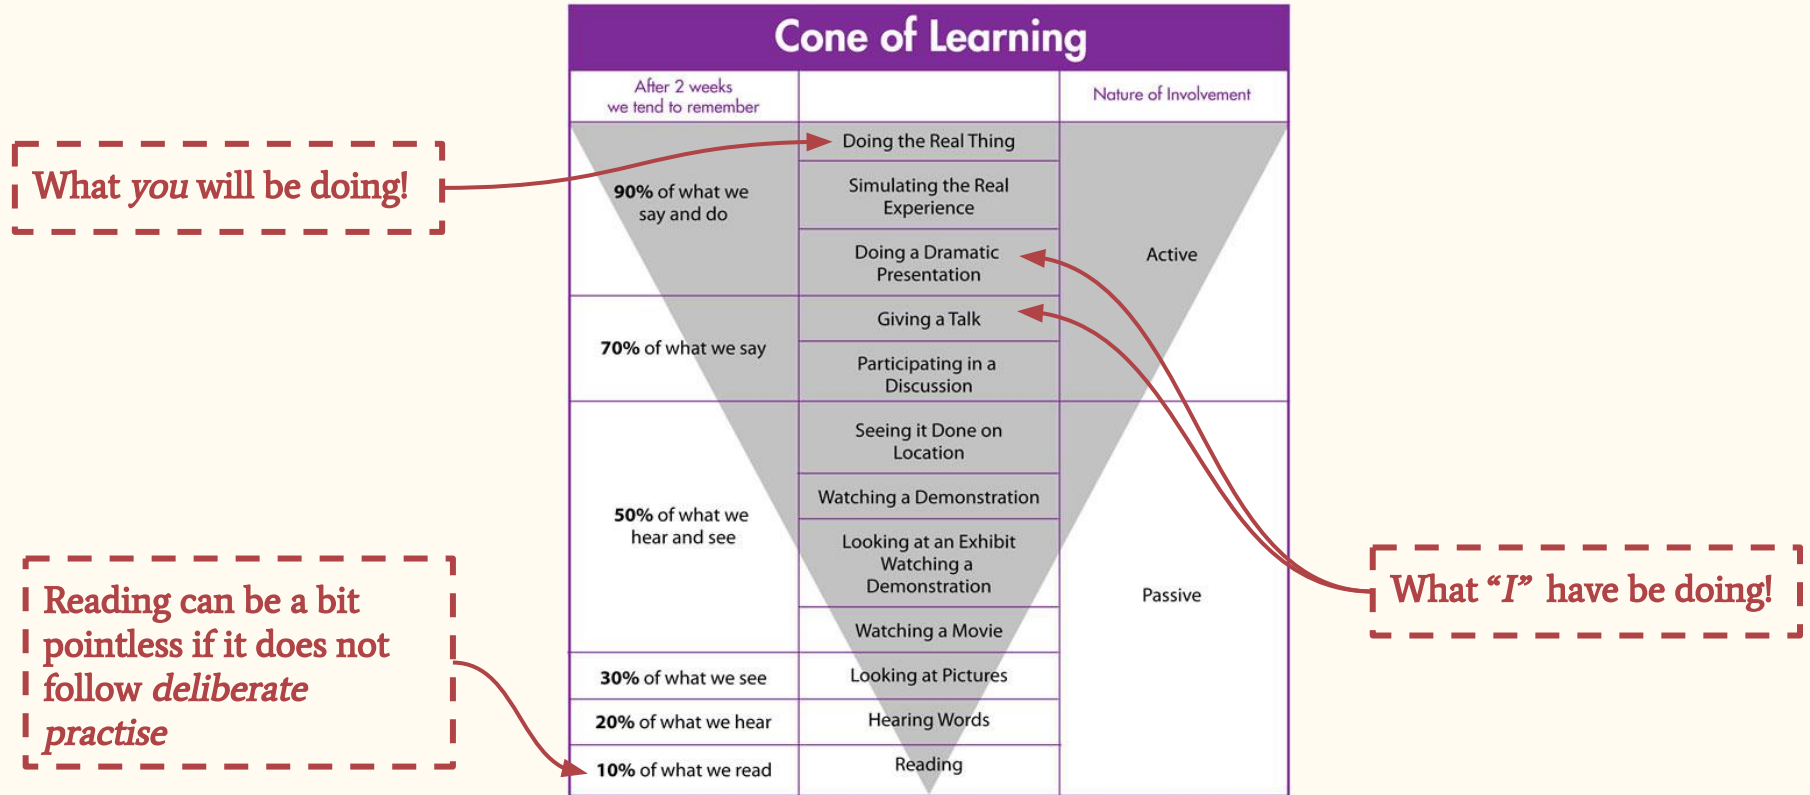 Cone of Learning
After 2 weeks
we tend to remember
Nature of Involvement
What you will be doing!
Doing the Real Thing
90% of what we
say and do
Simulating the Real
Experience
Doing a Dramatic
Presentation
Active
70% of what we say
Giving a Talk
Participating in a
Discussion
50% of what we
hear and see
Seeing it Done on
Location
Watching a Demonstration
Looking at an Exhibit
Watching a
Demonstration
Watching a Movie
Passive
What “I” have be doing!
Reading can be a bit
pointless if it does not
follow deliberate
practise
30% of what we see
Looking at Pictures
20% of what we hear
Hearing Words
10% of what we read
Reading